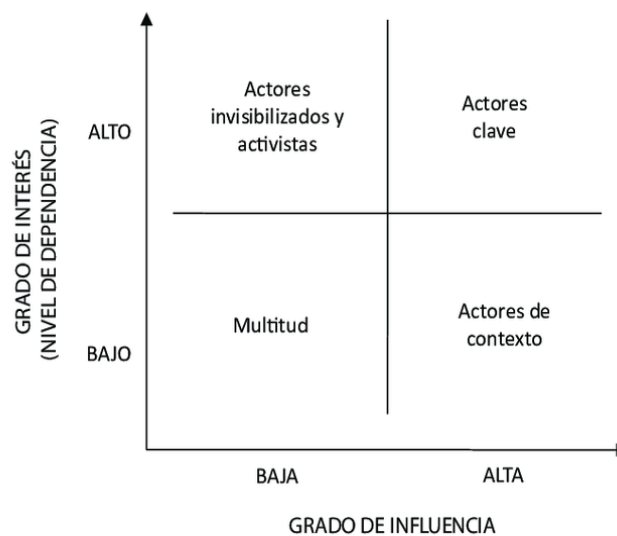 GRADO DE INTERÉS
(NIVEL DE DEPENDENCIA)
ALTO
Actores
invisibilizados y
activistas
Actores
clave
BAJO
Multitud
Actores de
contexto
BAJA
ALTA
GRADO DE INFLUENCIA